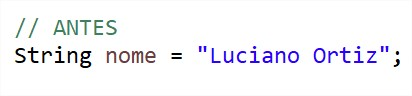 // ANTES
String nome = "Luciano Ortiz";